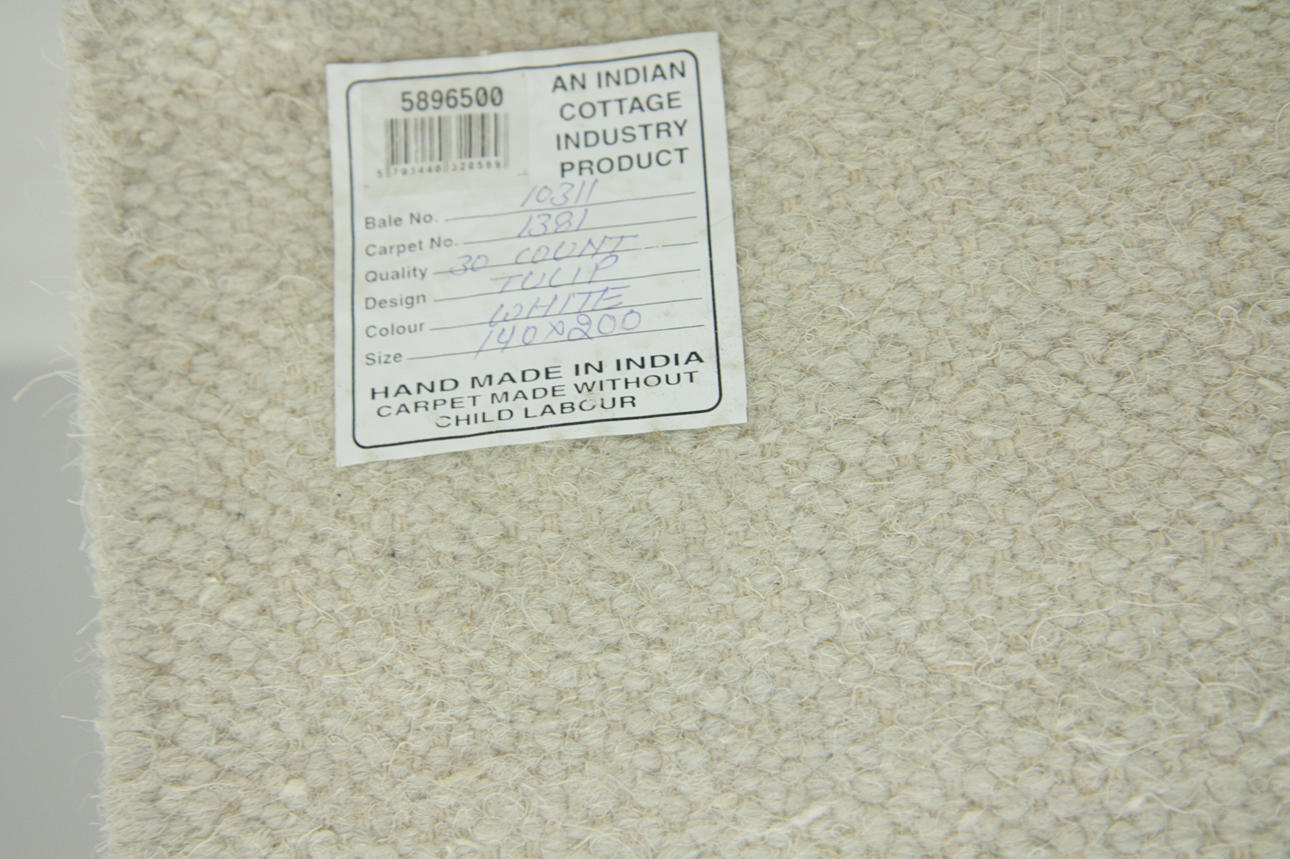 5896500
AN INDIAN
COTTAGE
INDUSTRY
PRODUCT
Bale No. 10311
Carpet No. 1381
Quality 30 COUNT
Design TULIP
Colour WHITE
Size 140x200
HAND MADE IN INDIA
CARPET MADE WITHOUT
CHILD LABOUR